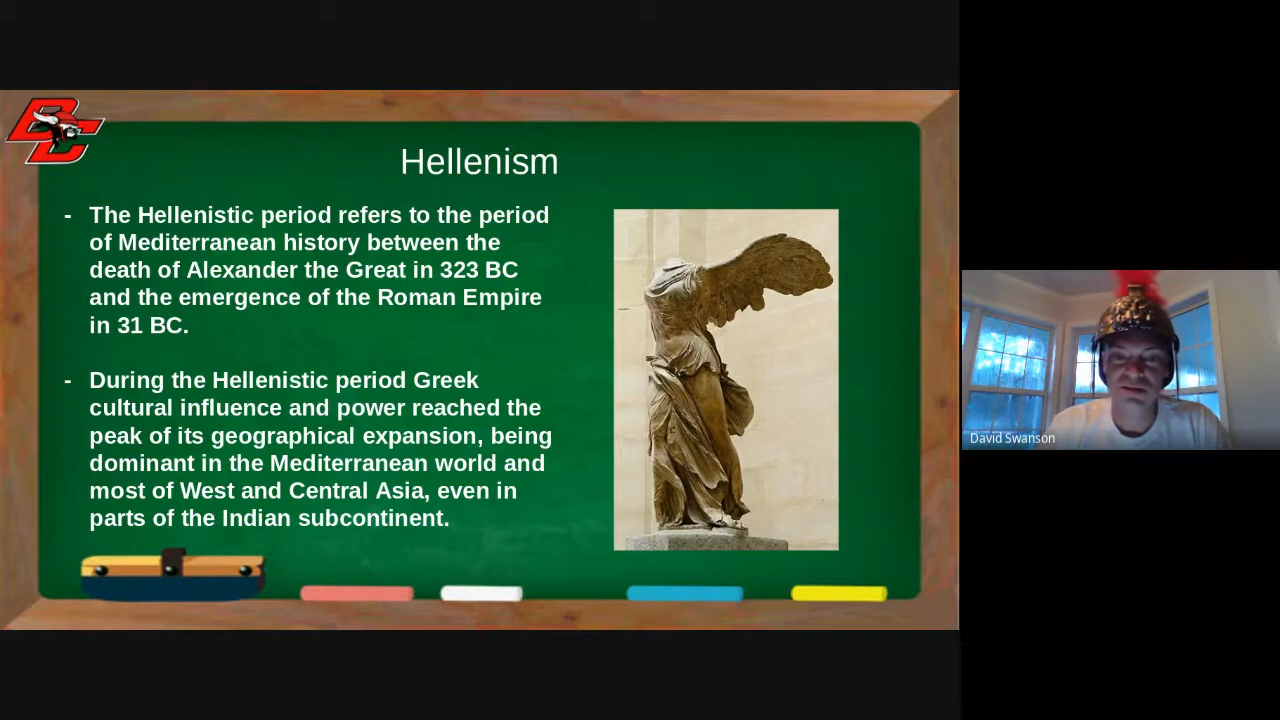 BC
Hellenism
- The Hellenistic period refers to the period
of Mediterranean history between the
death of Alexander the Great in 323 BC
and the emergence of the Roman Empire
in 31 BC.
- During the Hellenistic period Greek
cultural influence and power reached the
peak of its geographical expansion, being
dominant in the Mediterranean world and
most of West and Central Asia, even in
parts of the Indian subcontinent.
David Swanson